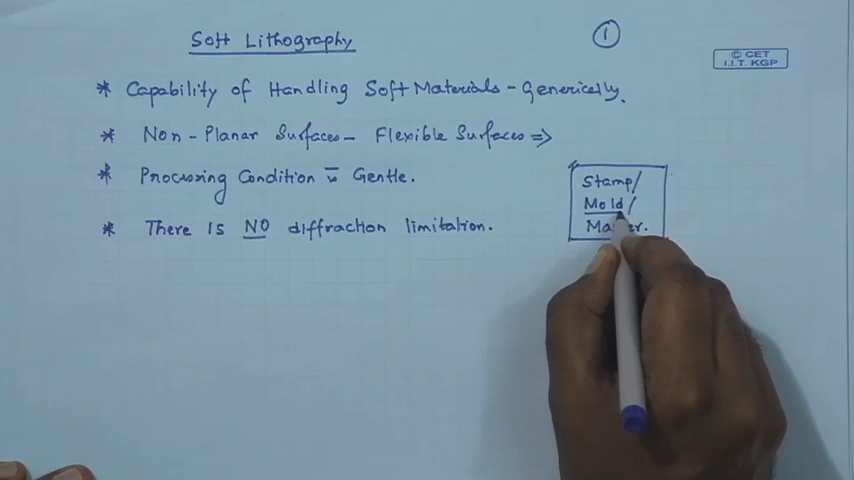 Soft Lithography
1
© CET
I.I.T. KGP
* Capability of Handling Soft Materials - Generically.
* Non-Planar Surfaces - Flexible Surfaces ⇒
* Processing Condition is Gentle.
* There is NO diffraction limitation.
Stamp/
Mold/